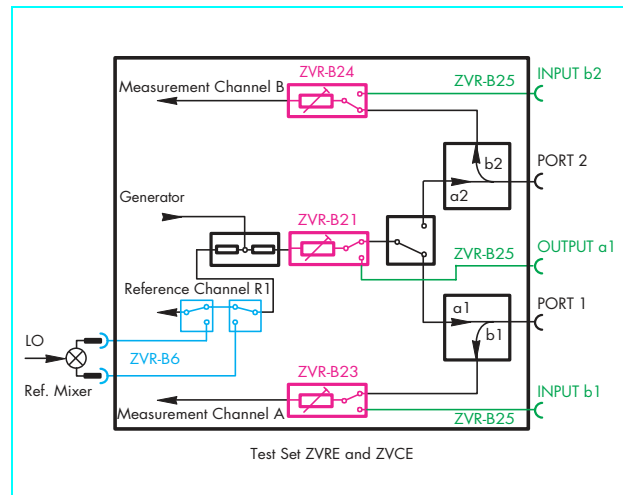 ZVR-B24
INPUT b2
Measurement Channel B
ZVR-B25
b2
PORT 2
a2
Generator
ZVR-B21
OUTPUT a1
ZVR-B25
Reference Channel R1
a1
PORT 1
b1
LO
ZVR-B6
Ref. Mixer
ZVR-B23
INPUT b1
Measurement Channel A
ZVR-B25
Test Set ZVRE and ZVCE